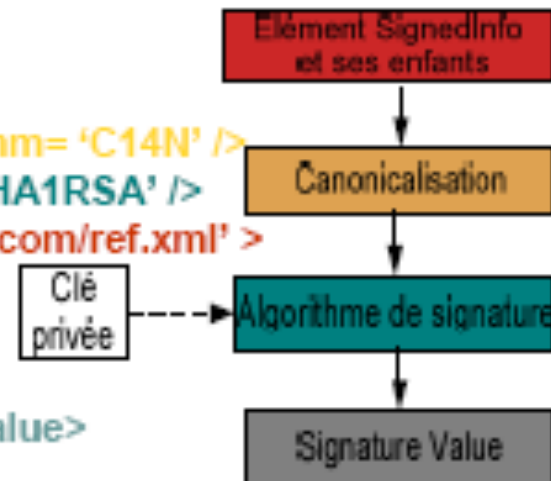 Elément SignedInfo
et ses enfants
nm= ‘C14N’ />
Canonicalisation
HA1RSA’ />
.com/ref.xml’ >
Clé
privée
Algorithme de signature
alue>
Signature Value